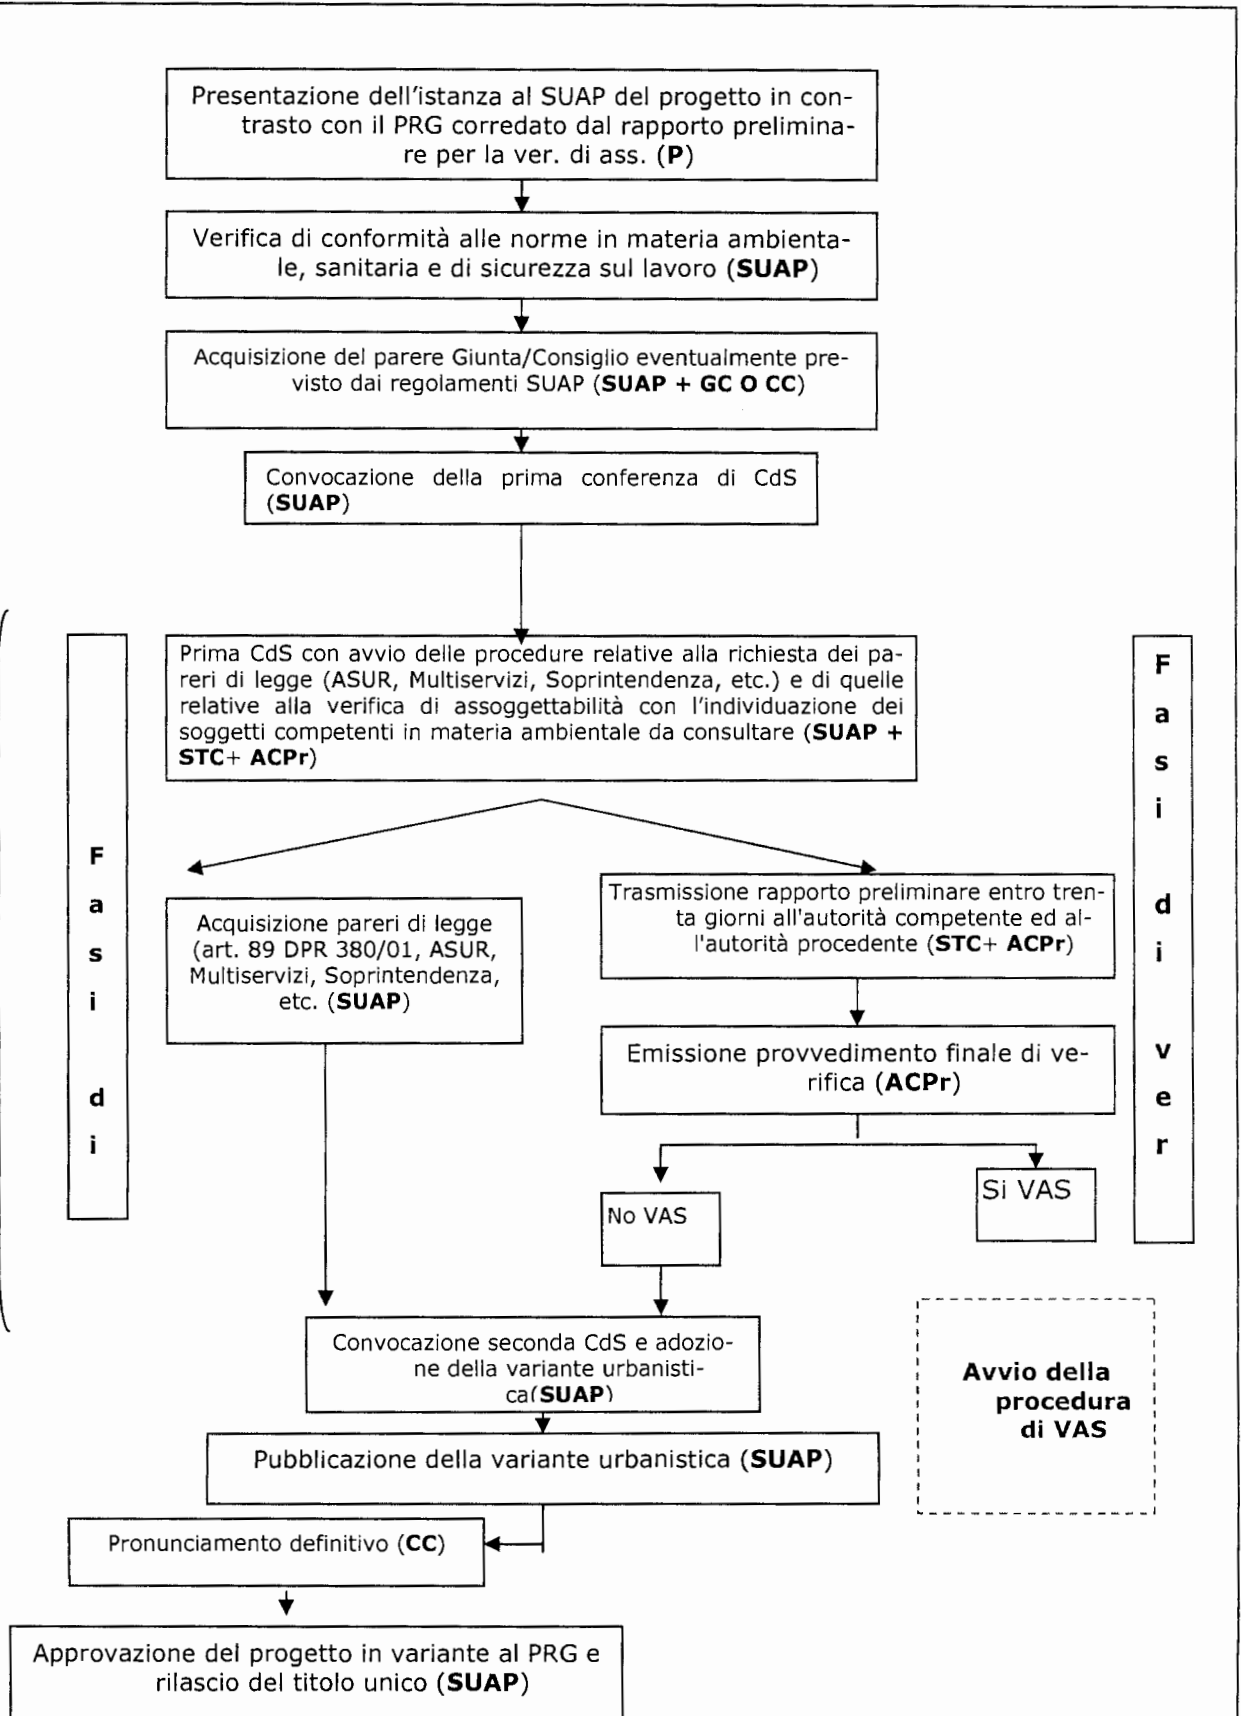 Presentazione dell'istanza al SUAP del progetto in con-
trasto con il PRG corredato dal rapporto prelimina-
re per la ver. di ass. (P)
Verifica di conformità alle norme in materia ambienta-
le, sanitaria e di sicurezza sul lavoro (SUAP)
Acquisizione del parere Giunta/Consiglio eventualmente pre-
visto dai regolamenti SUAP (SUAP + GC O CC)
Convocazione della prima conferenza di CdS
(SUAP)
Prima CdS con avvio delle procedure relative alla richiesta dei pa-
reri di legge (ASUR, Multiservizi, Soprintendenza, etc.) e di quelle
relative alla verifica di assoggettabilità con l'individuazione dei
soggetti competenti in materia ambientale da consultare (SUAP +
STC+ ACPr)
F
a
s
i
d
i
Acquisizione pareri di legge
(art. 89 DPR 380/01, ASUR,
Multiservizi, Soprintendenza,
etc. (SUAP)
Trasmissione rapporto preliminare entro tren-
ta giorni all'autorità competente ed al-
l'autorità procedente (STC+ ACPr)
Emissione provvedimento finale di ve-
rifica (ACPr)
F
a
s
i
d
i
v
e
r
No VAS
Si VAS
Convocazione seconda CdS e adozio-
ne della variante urbanisti-
ca(SUAP)
Avvio della
procedura
di VAS
Pubblicazione della variante urbanistica (SUAP)
Pronunciamento definitivo (CC)
Approvazione del progetto in variante al PRG e
rilascio del titolo unico (SUAP)